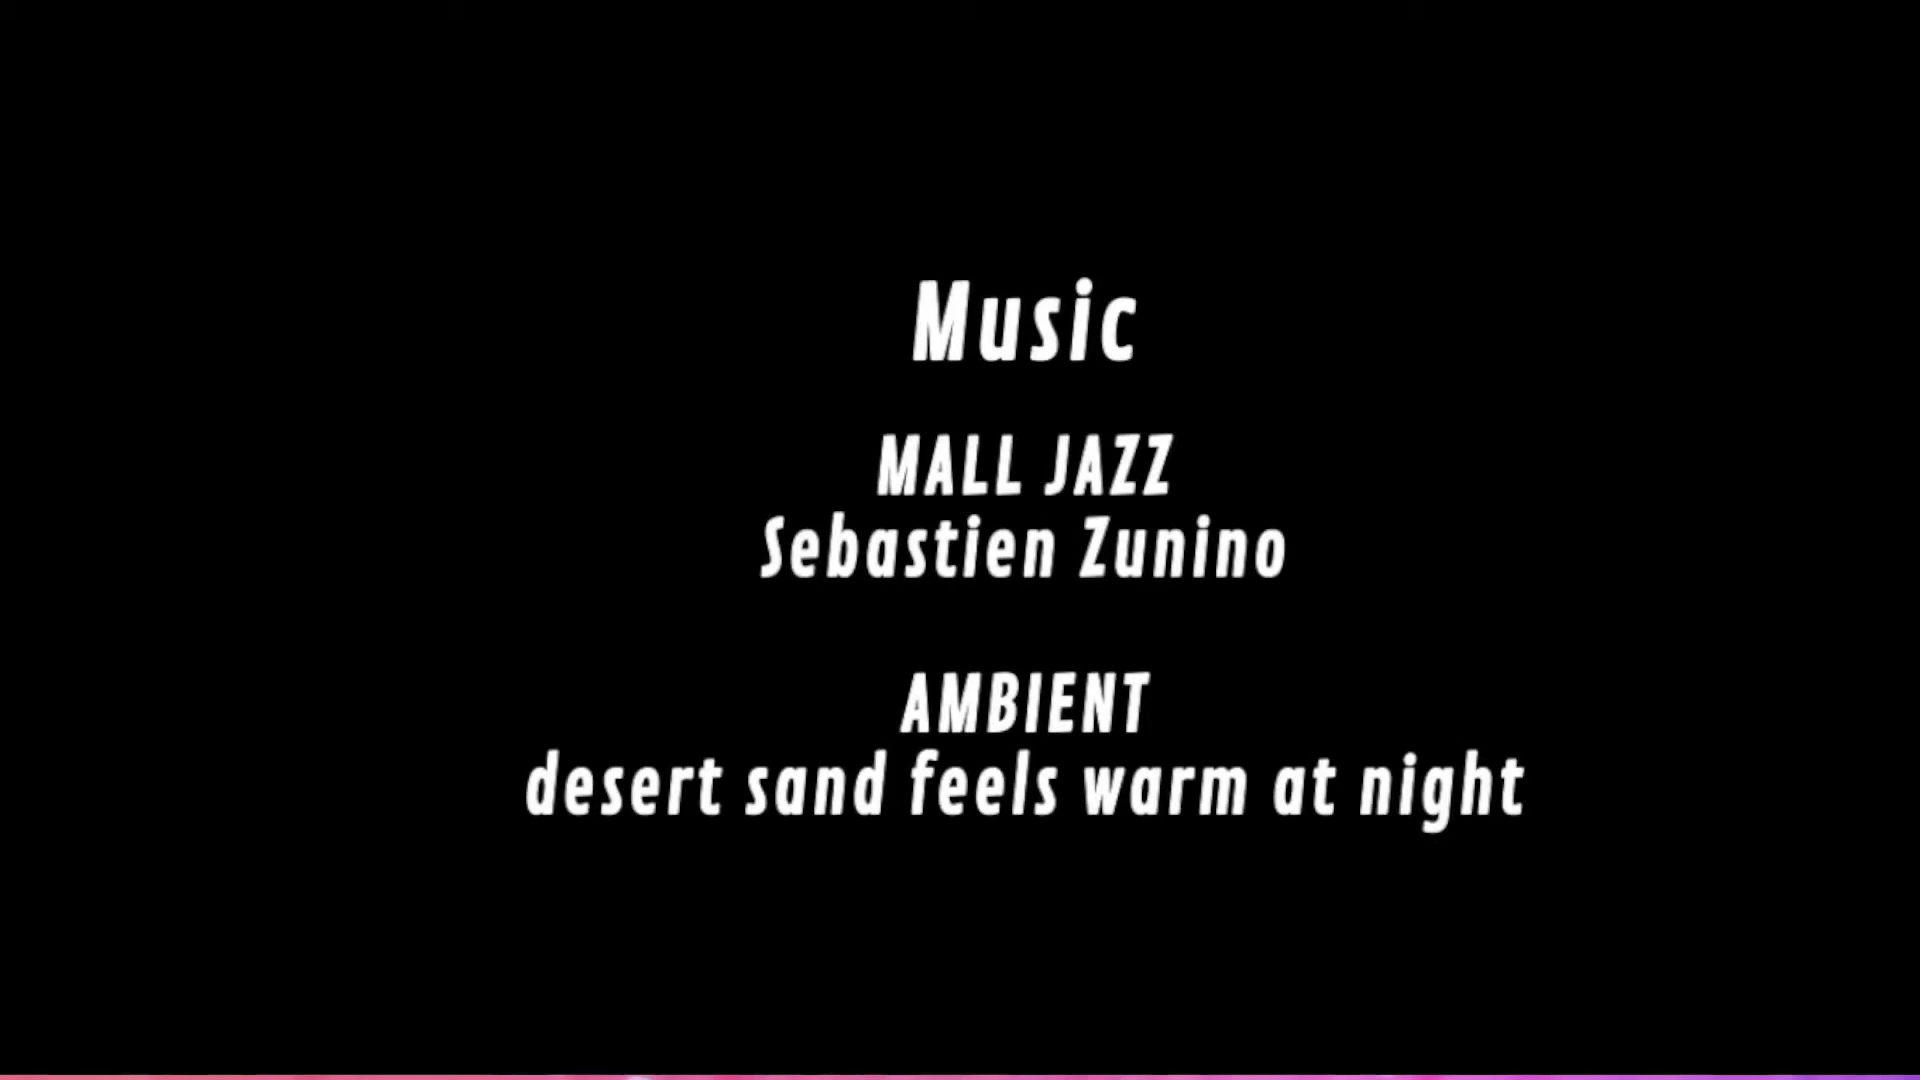 Music
MALL JAZZ
Sebastien Zunino
AMBIENT
desert sand feels warm at night